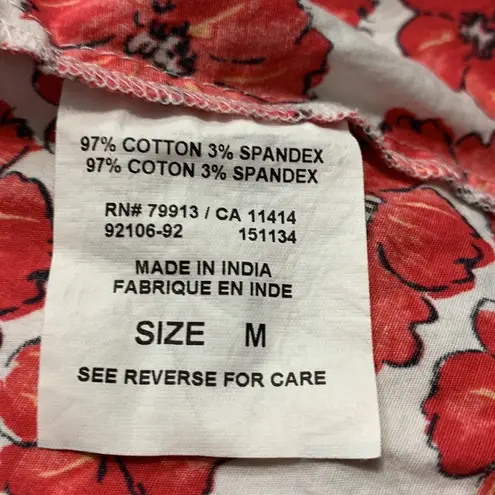 97% COTTON 3% SPANDEX
97% COTON 3% SPANDEX
RN# 79913 / CA 11414
92106-92 151134
MADE IN INDIA
FABRIQUE EN INDE
SIZE M
SEE REVERSE FOR CARE